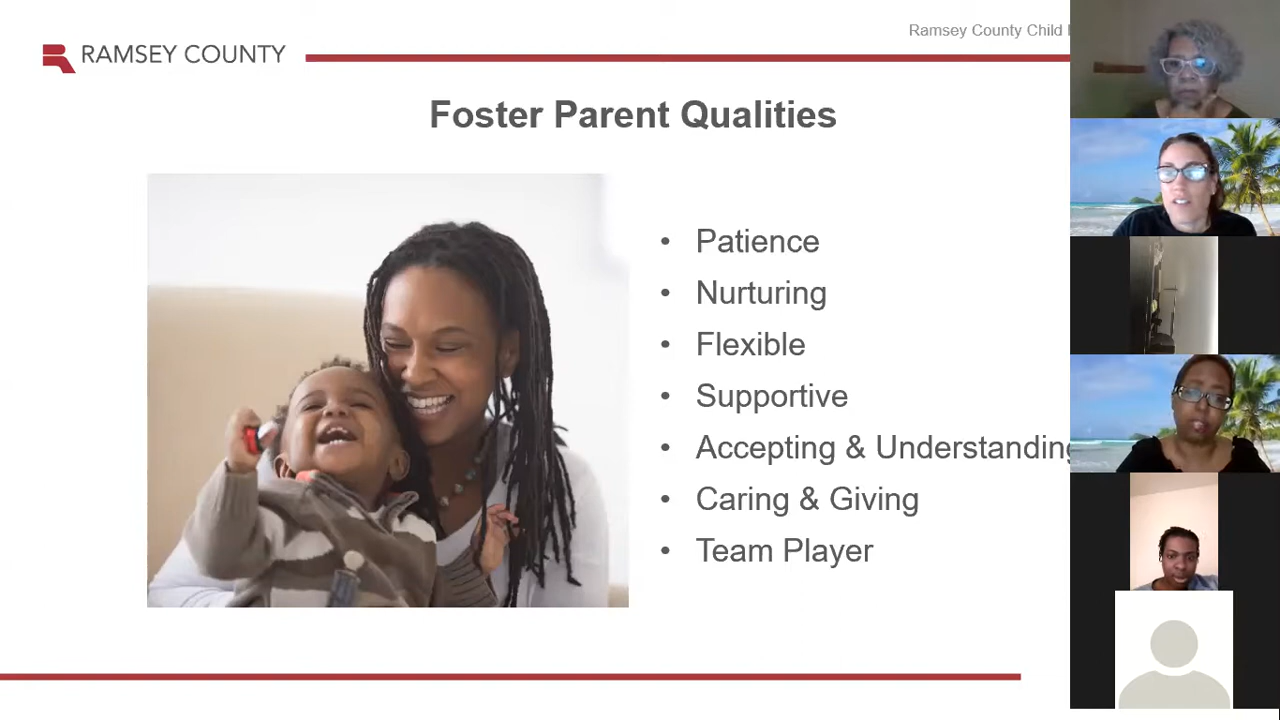 Ramsey County Child
RAMSEY COUNTY
Foster Parent Qualities
• Patience
• Nurturing
• Flexible
• Supportive
• Accepting & Understanding
• Caring & Giving
• Team Player